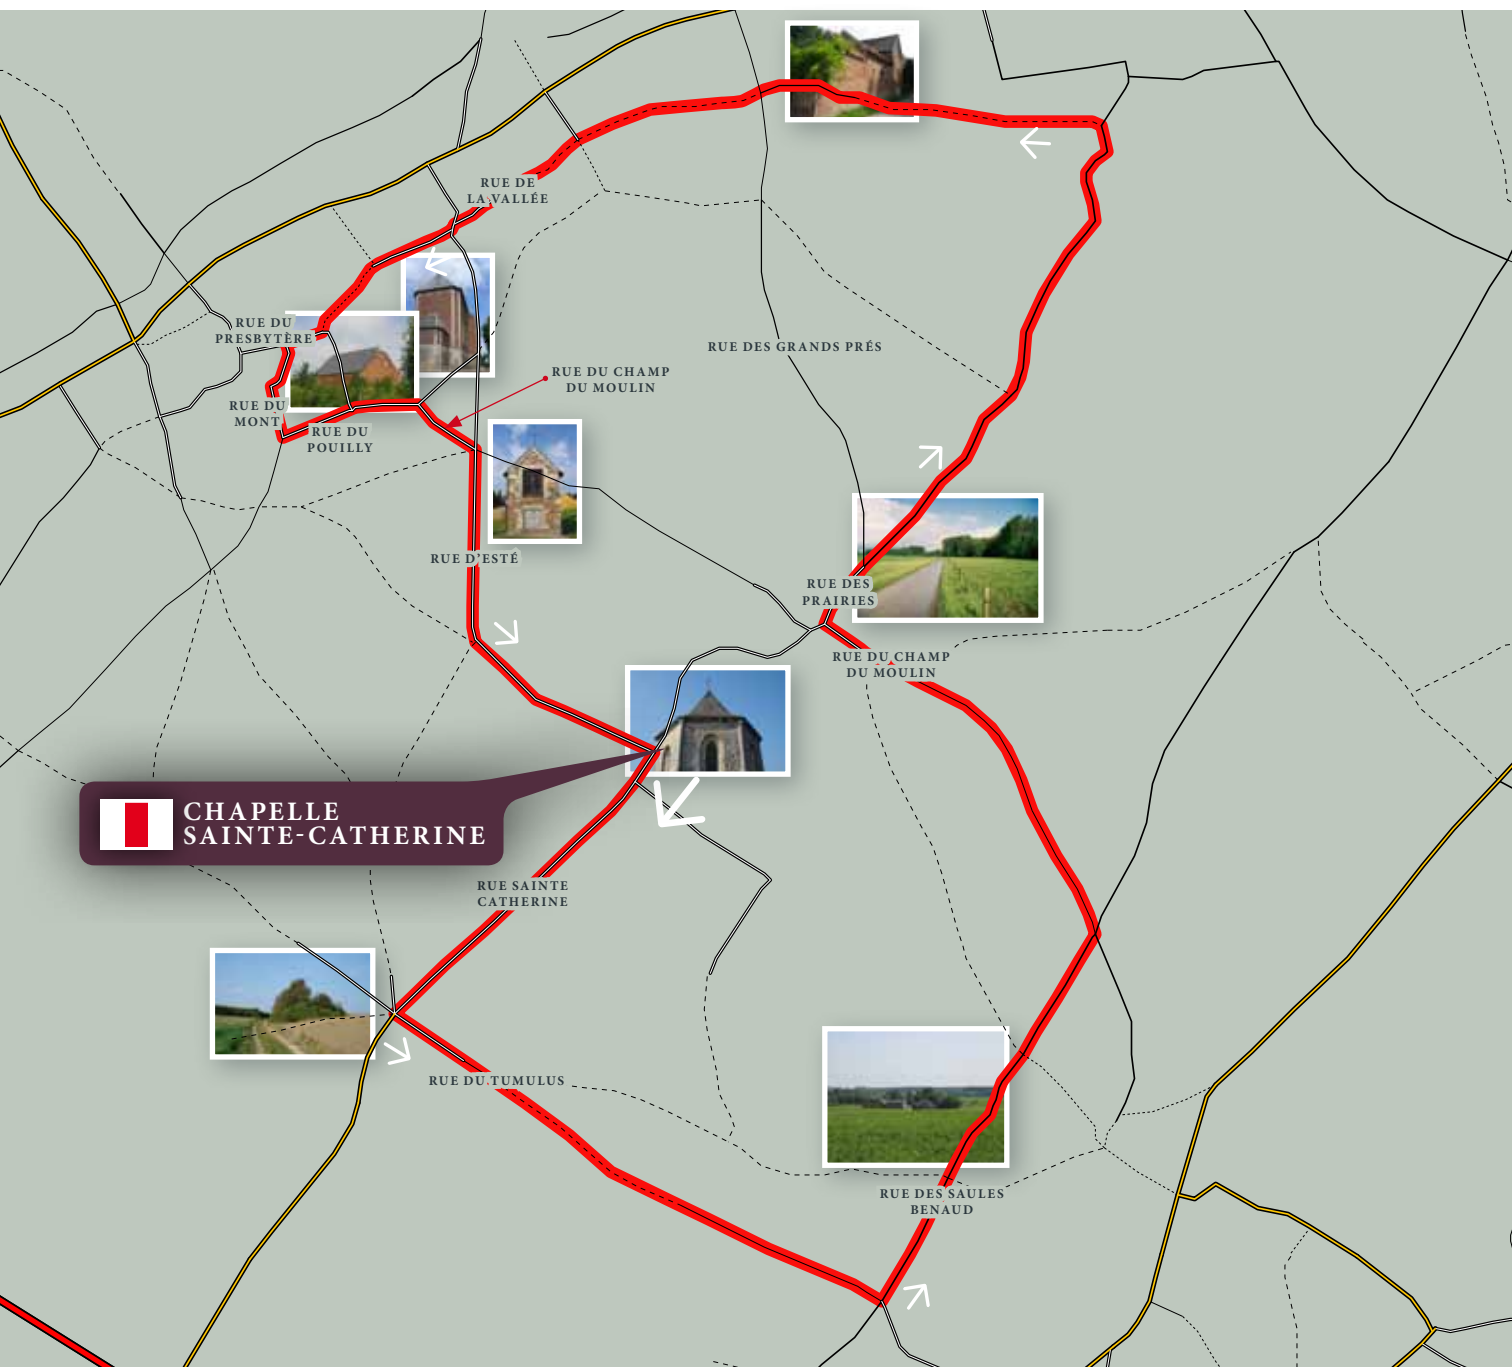 RUE DE
LA VALLÉE
RUE DU
PRESBYTÈRE
RUE DES GRANDS PRÉS
RUE DU CHAMP
DU MOULIN
RUE DU
MONT
RUE DU
POUILLY
RUE D'ESTÉ
RUE DES
PRAIRIES
RUE DU CHAMP
DU MOULIN
CHAPELLE
SAINTE-CATHERINE
RUE SAINTE
CATHERINE
RUE DU TUMULUS
RUE DES SAULES
BENAUD